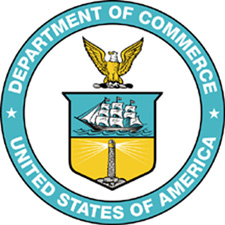 DEPARTMENT OF COMMERCE
UNITED STATES OF AMERICA